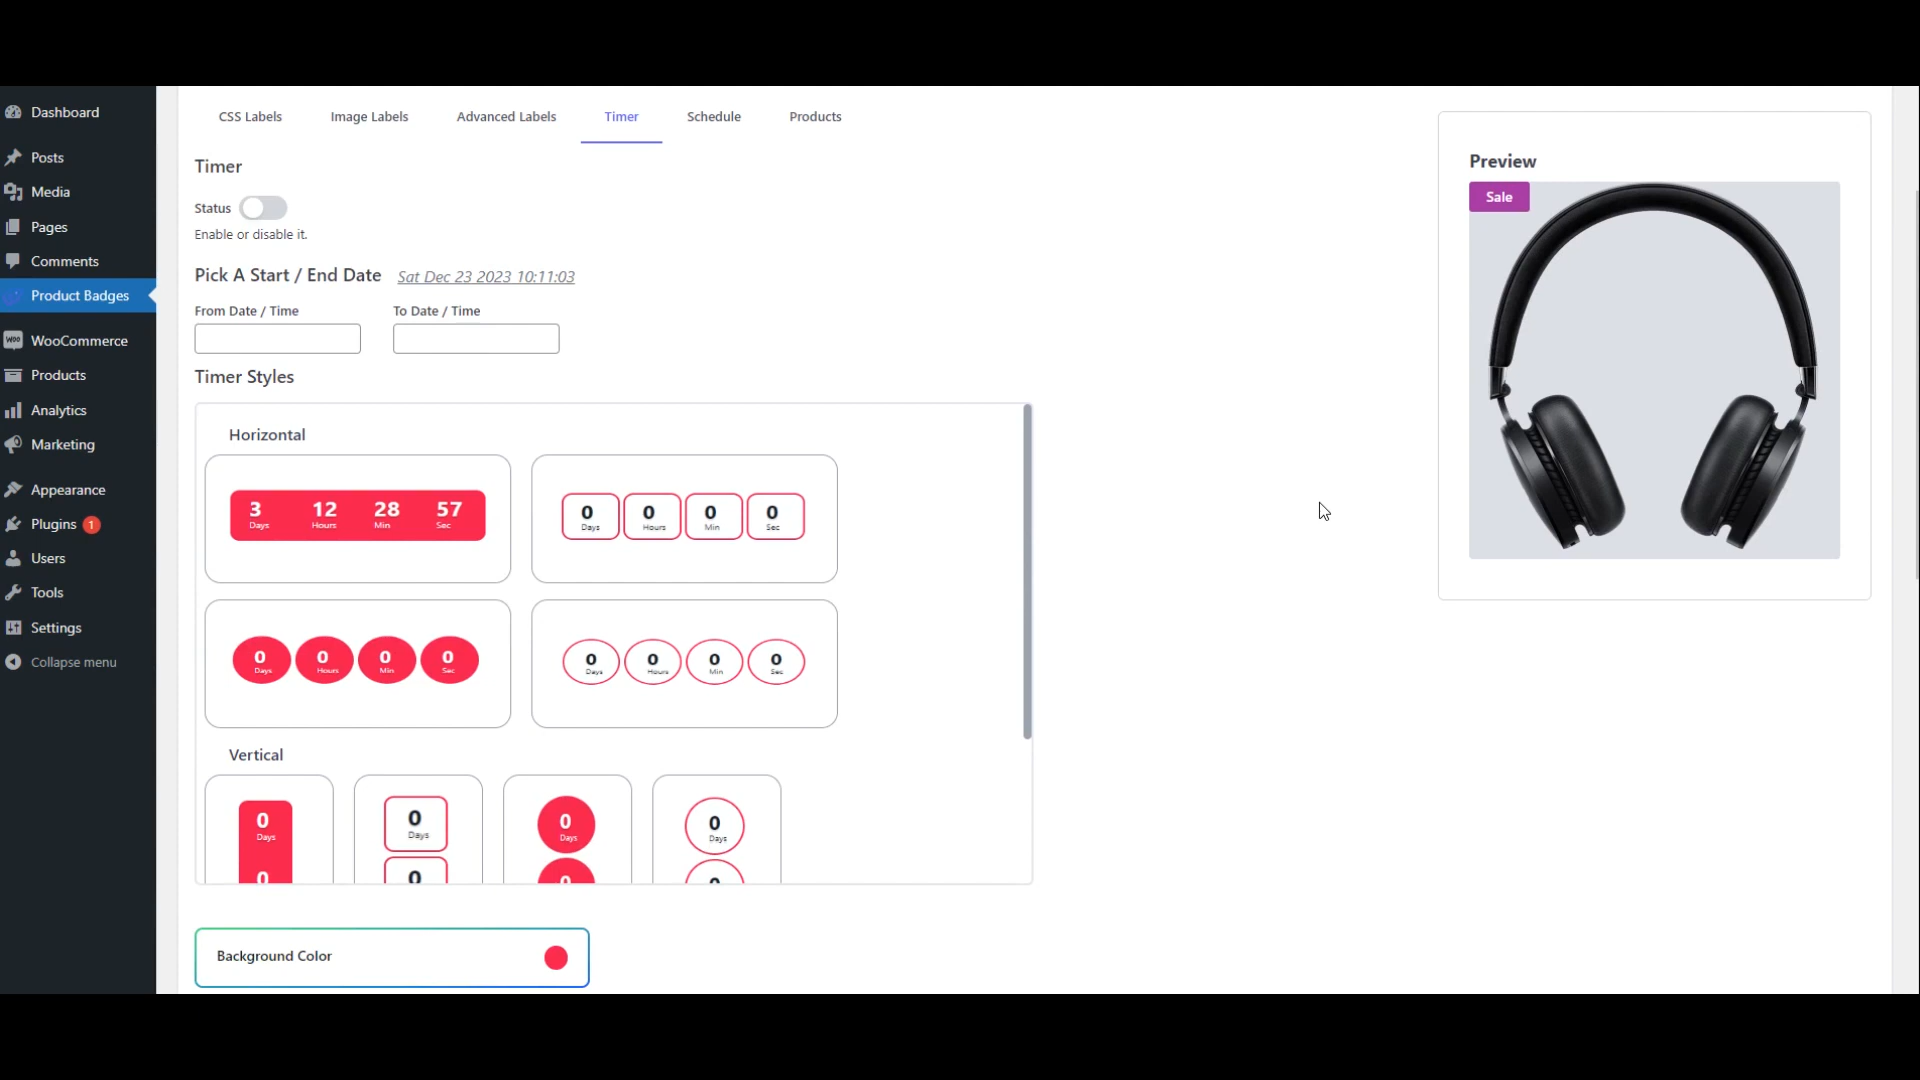 Dashboard
Posts
Media
Pages
Comments
Product Badges
WOO WooCommerce
Products
Analytics
Marketing
Appearance
Plugins 1
Users
Tools
Settings
Collapse menu
CSS Labels Image Labels Advanced Labels Timer Schedule Products
Timer
Status
Enable or disable it.
Pick A Start / End Date Sat Dec 23 2023 10:11:03
From Date / Time To Date / Time
Timer Styles
Horizontal
3 12 28 57
Days Hours Min Sec
0 0 0 0
Days Hours Min Sec
0 0 0 0
Days Hours Min Sec
0 0 0 0
Days Hours Min Sec
Vertical
0
Days
0
0
Days
0
0
Days
0
0
Days
0
Background Color
Preview
Sale